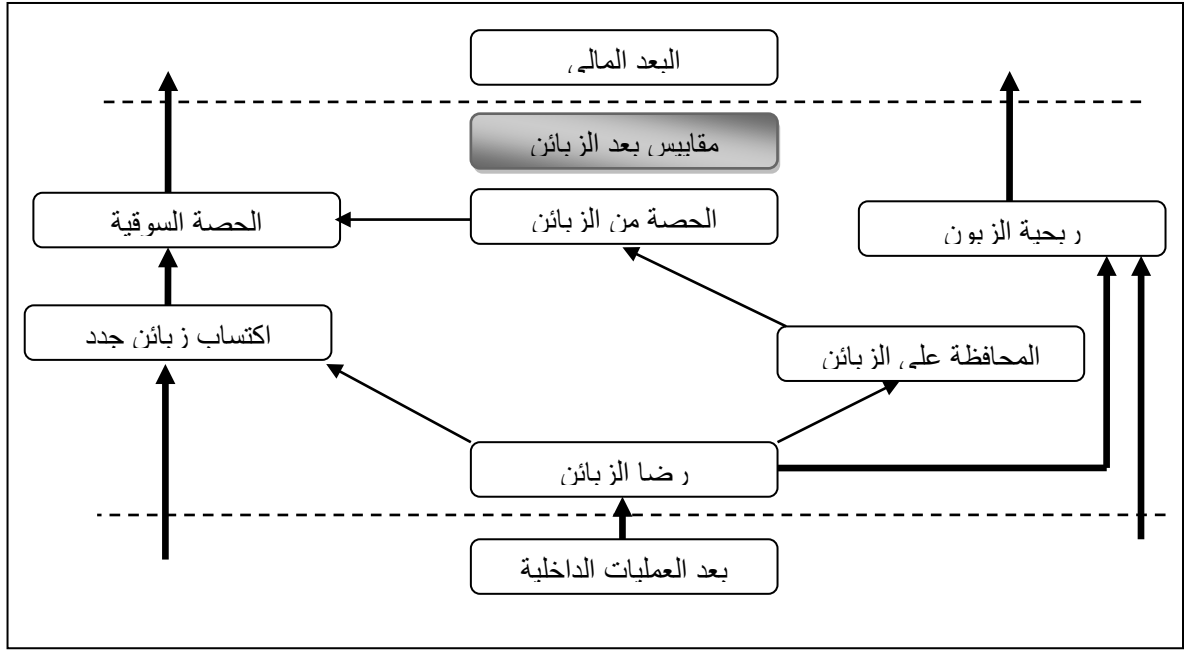 البعد المالي
مقاييس بعد الزبائن
ربحية الزبون
الحصة من الزبائن
الحصة السوقية
المحافظة على الزبائن
اكتساب زبائن جدد
رضا الزبائن
بعد العمليات الداخلية